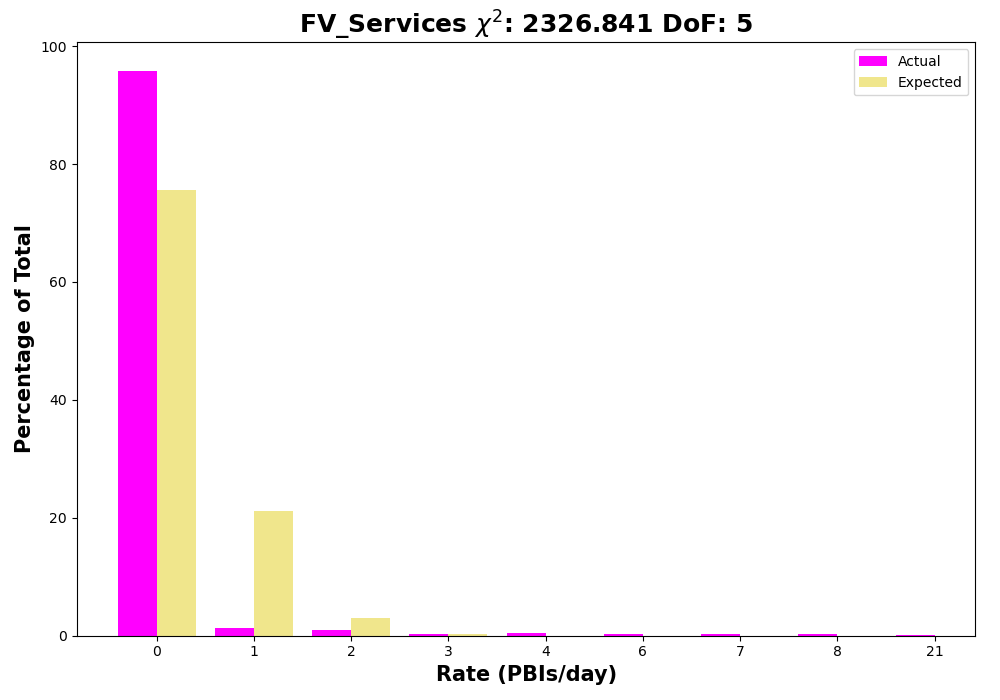 FV_Services χ²: 2326.841 DoF: 5
Actual
Expected
Percentage of Total
100
80
60
40
20
0
0 1 2 3 4 6 7 8 21
Rate (PBIs/day)